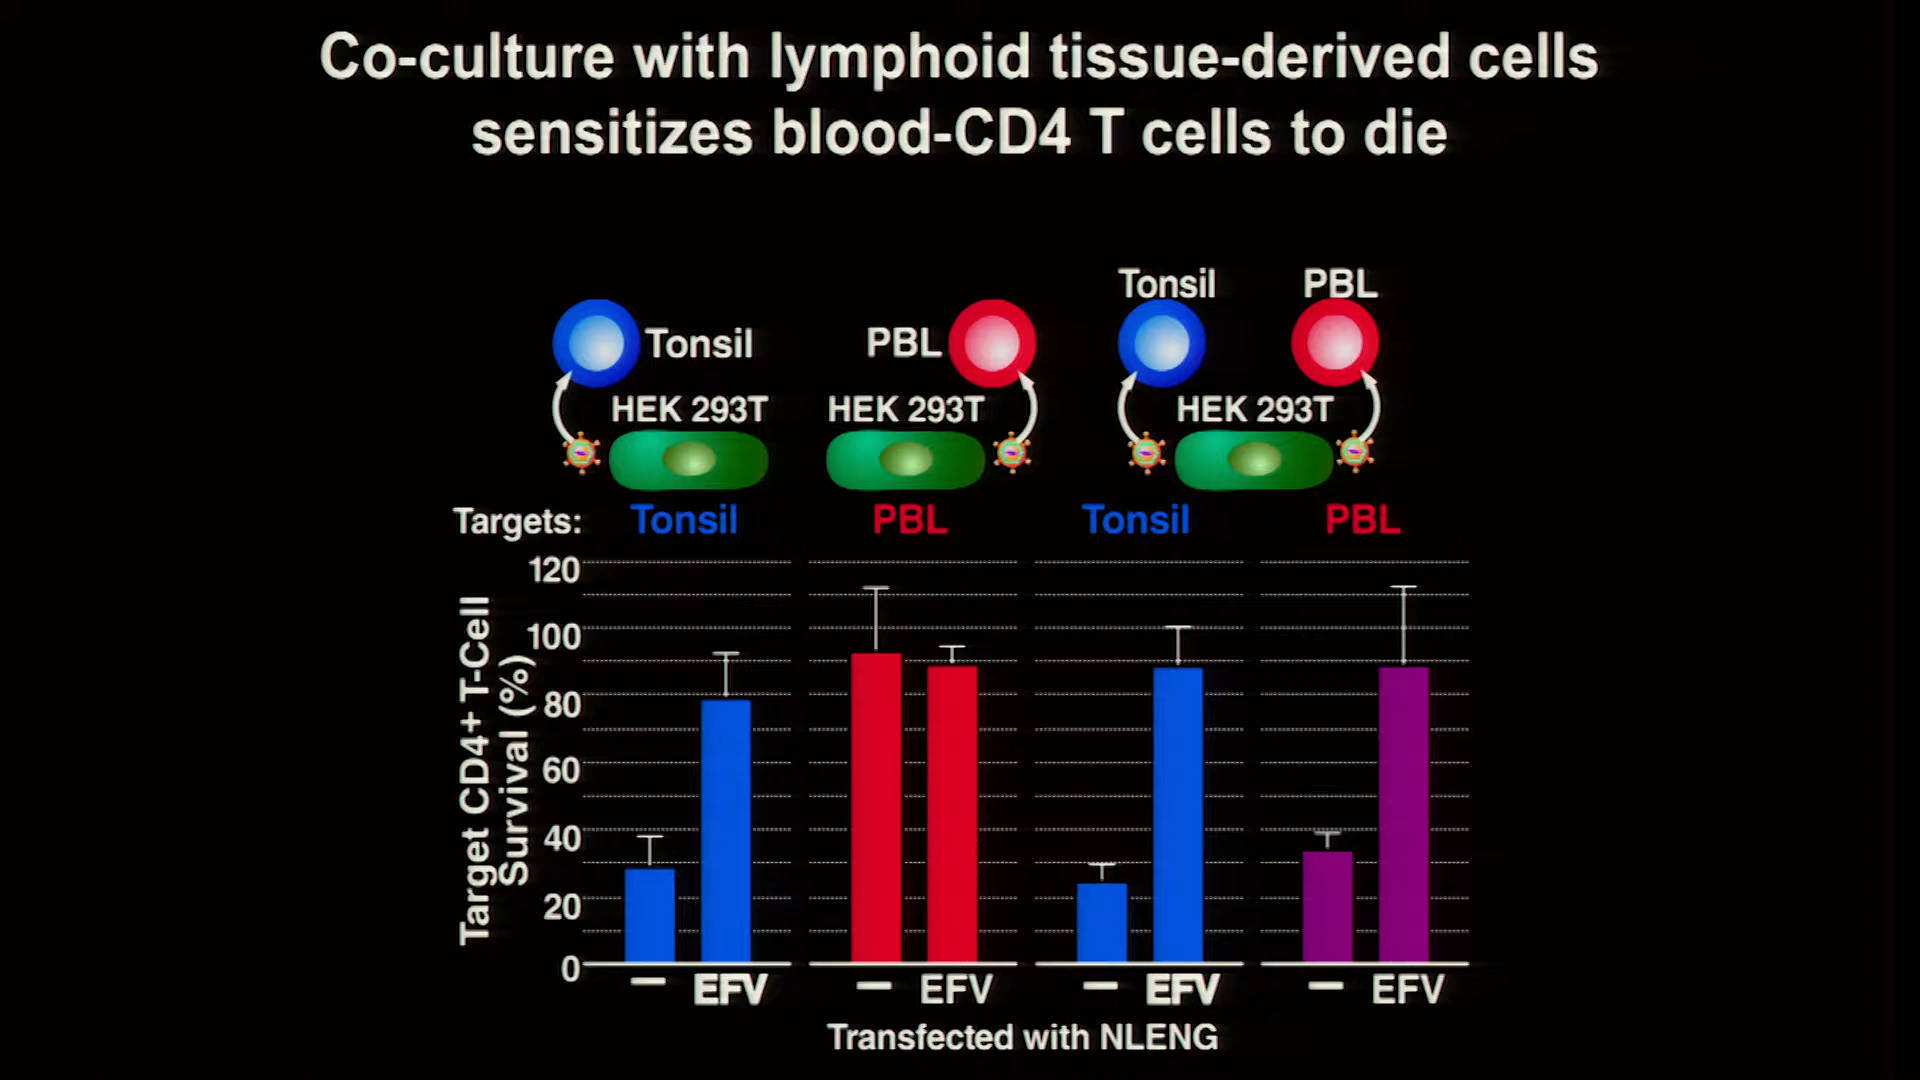 Co-culture with lymphoid tissue-derived cells
sensitizes blood-CD4 T cells to die
Tonsil
PBL
Tonsil
PBL
HEK 293T
HEK 293T
HEK 293T
Targets:
Tonsil
PBL
Tonsil
PBL
Target CD4+ T-Cell
Survival (%)
120
100
80
60
40
20
0
— EFV
— EFV
— EFV
— EFV
Transfected with NLENG